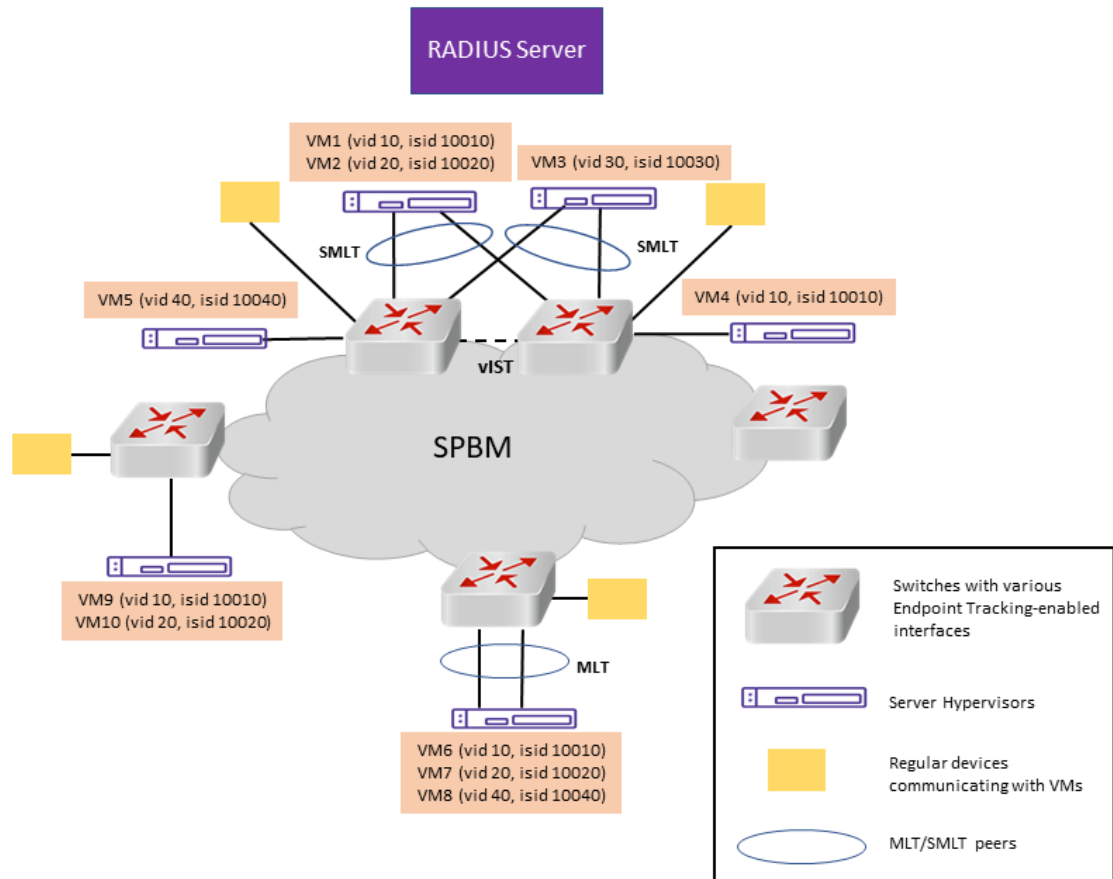 RADIUS Server
VM1 (vid 10, isid 10010)
VM2 (vid 20, isid 10020)
VM3 (vid 30, isid 10030)
SMLT
SMLT
VM5 (vid 40, isid 10040)
VM4 (vid 10, isid 10010)
vIST
SPBM
VM9 (vid 10, isid 10010)
VM10 (vid 20, isid 10020)
MLT
VM6 (vid 10, isid 10010)
VM7 (vid 20, isid 10020)
VM8 (vid 40, isid 10040)
Switches with various
Endpoint Tracking-enabled
interfaces
Server Hypervisors
Regular devices
communicating with VMs
MLT/SMLT peers